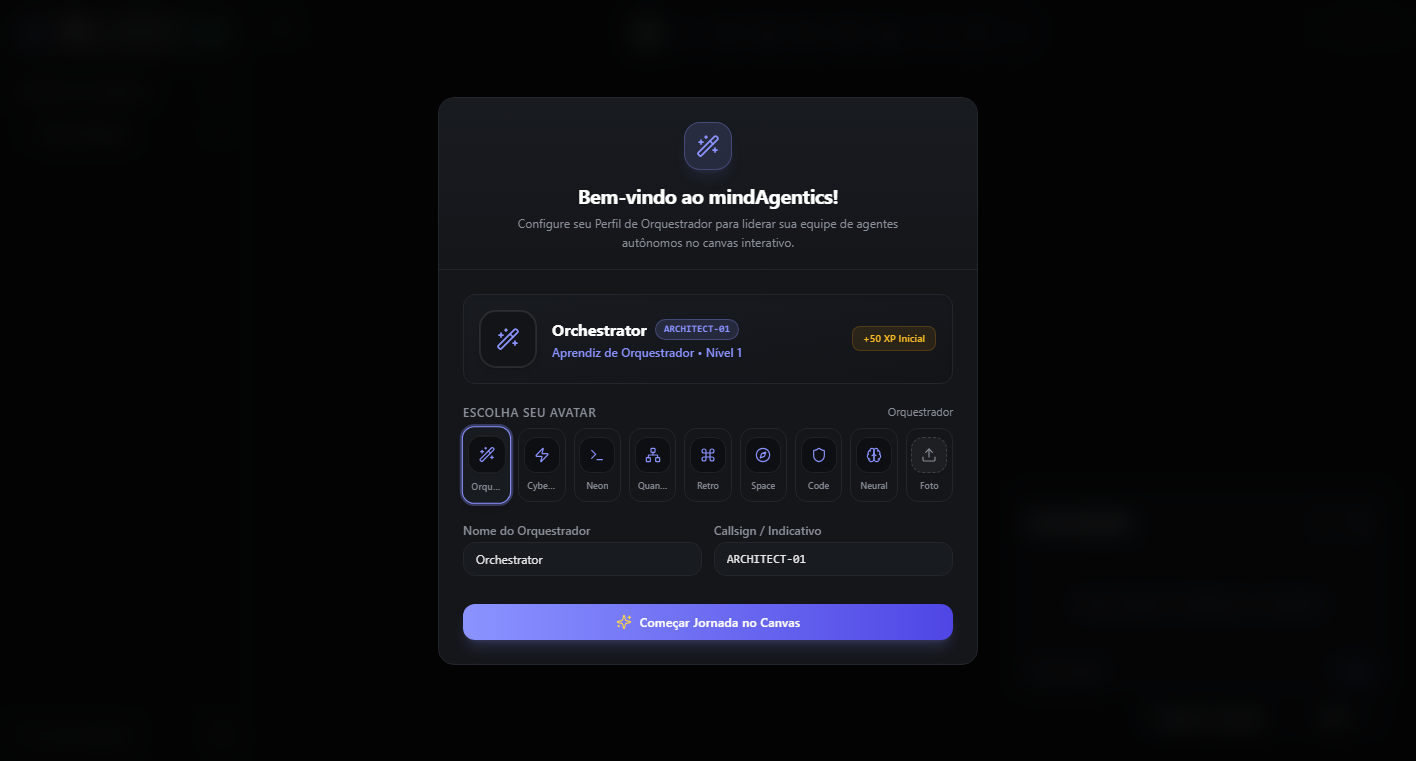 Bem-vindo ao mindAgentics!
Configure seu Perfil de Orquestrador para liderar sua equipe de agentes
autônomos no canvas interativo.
Orchestrator ARCHITECT-01
Aprendiz de Orquestrador • Nível 1
+50 XP Inicial
ESCOLHA SEU AVATAR Orquestrador
Orqu... Cybe... Neon Quan... Retro Space Code Neural Foto
Nome do Orquestrador Callsign / Indicativo
Orchestrator ARCHITECT-01
Começar Jornada no Canvas